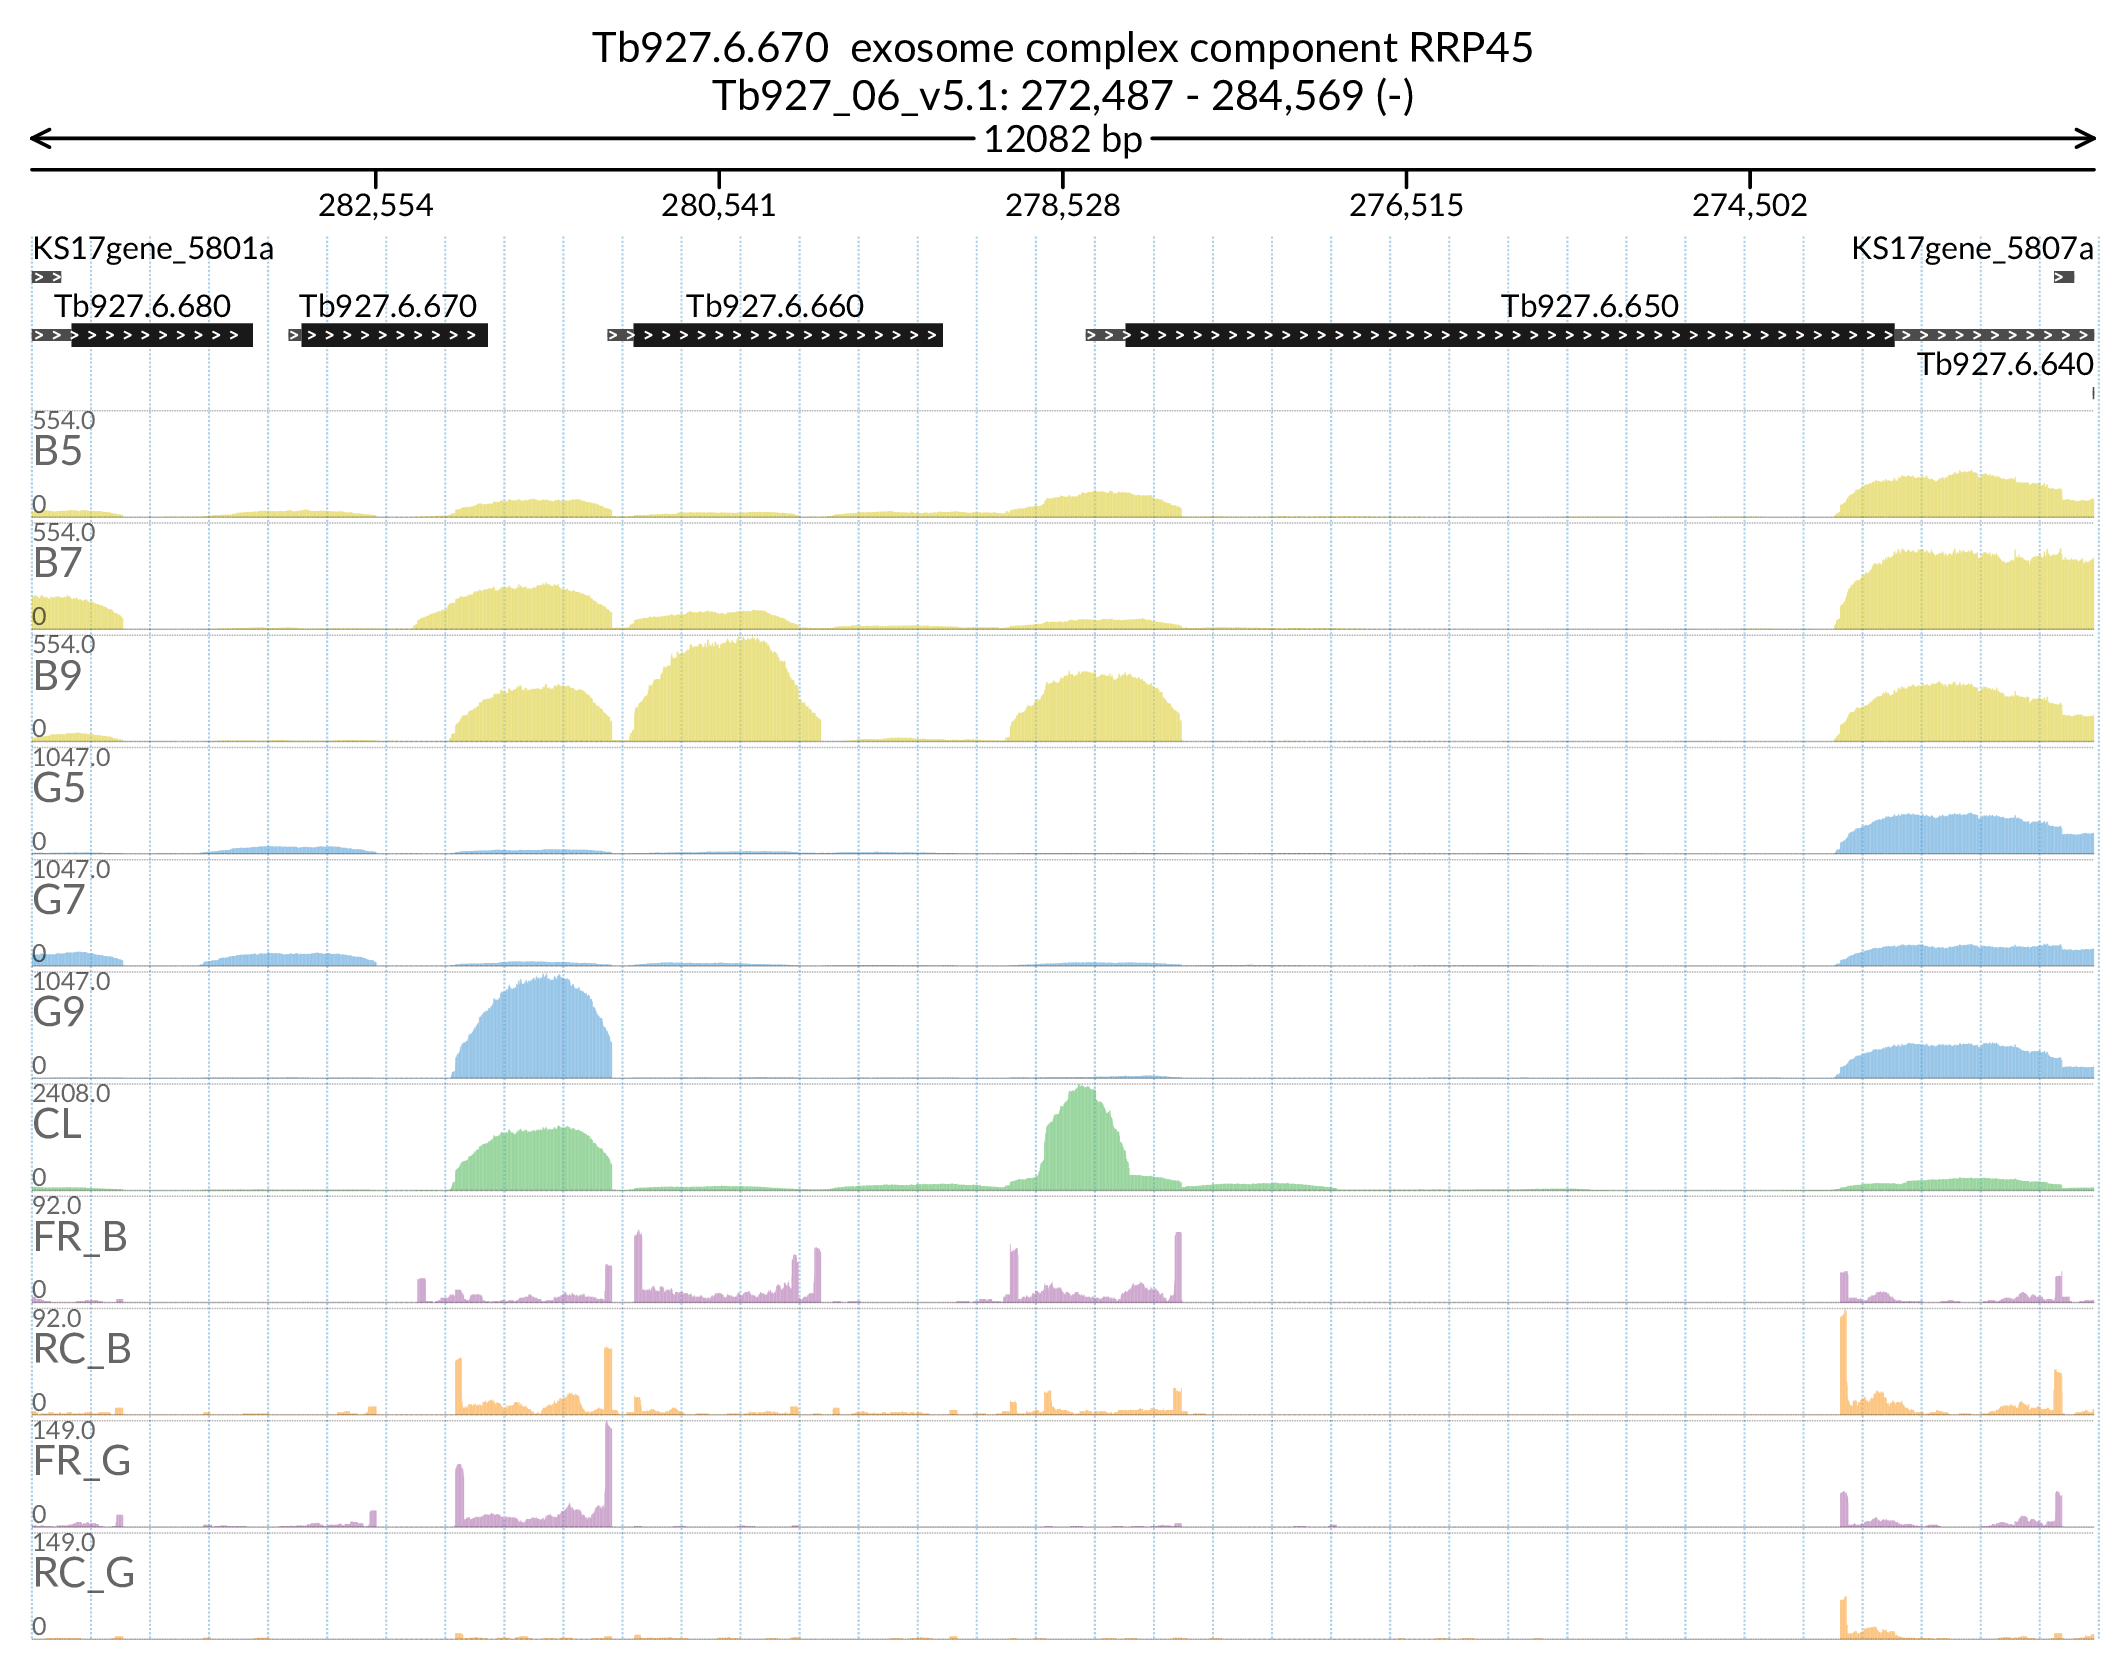 Tb927.6.670  exosome complex component RRP45
Tb927_06_v5.1: 272,487 - 284,569 (-)
12082 bp
282,554 280,541 278,528 276,515 274,502
KS17gene_5801a KS17gene_5807a
Tb927.6.680 Tb927.6.670 Tb927.6.660 Tb927.6.650
Tb927.6.640
554.0
B5
0
554.0
B7
0
554.0
B9
0
1047.0
G5
0
1047.0
G7
0
1047.0
G9
0
2408.0
CL
0
92.0
FR_B
0
92.0
RC_B
0
149.0
FR_G
0
149.0
RC_G
0